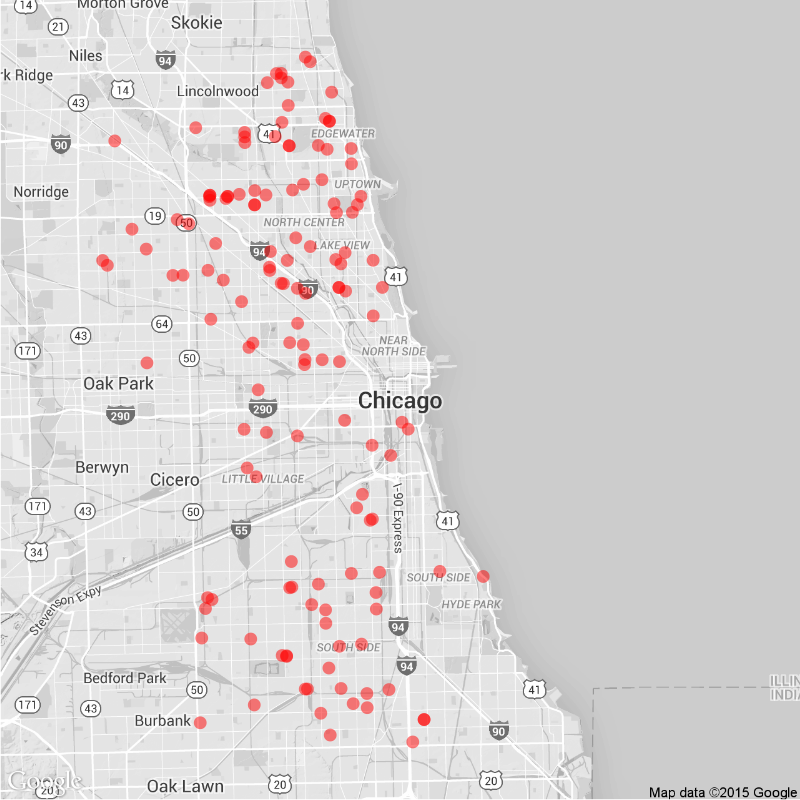 14
Morton Grove
21
Skokie
Niles
94
rk Ridge
14
Lincolnwood
43
41
EDGEWATER
90
Norridge
UPTOWN
19
50
NORTH CENTER
94
LAKE VIEW
41
90
64
43
NEAR
NORTH SIDE
171
50
Oak Park
290
290
Chicago
Berwyn
Cicero
LITTLE VILLAGE
171
43
50
I-90 Express
41
55
34
SOUTH SIDE
Stevenson Expy
HYDE PARK
94
SOUTH SIDE
94
Bedford Park
ILLIN
INDIA
50
41
171
43
Burbank
90
Google
20
Oak Lawn
20
20
Map data ©2015 Google